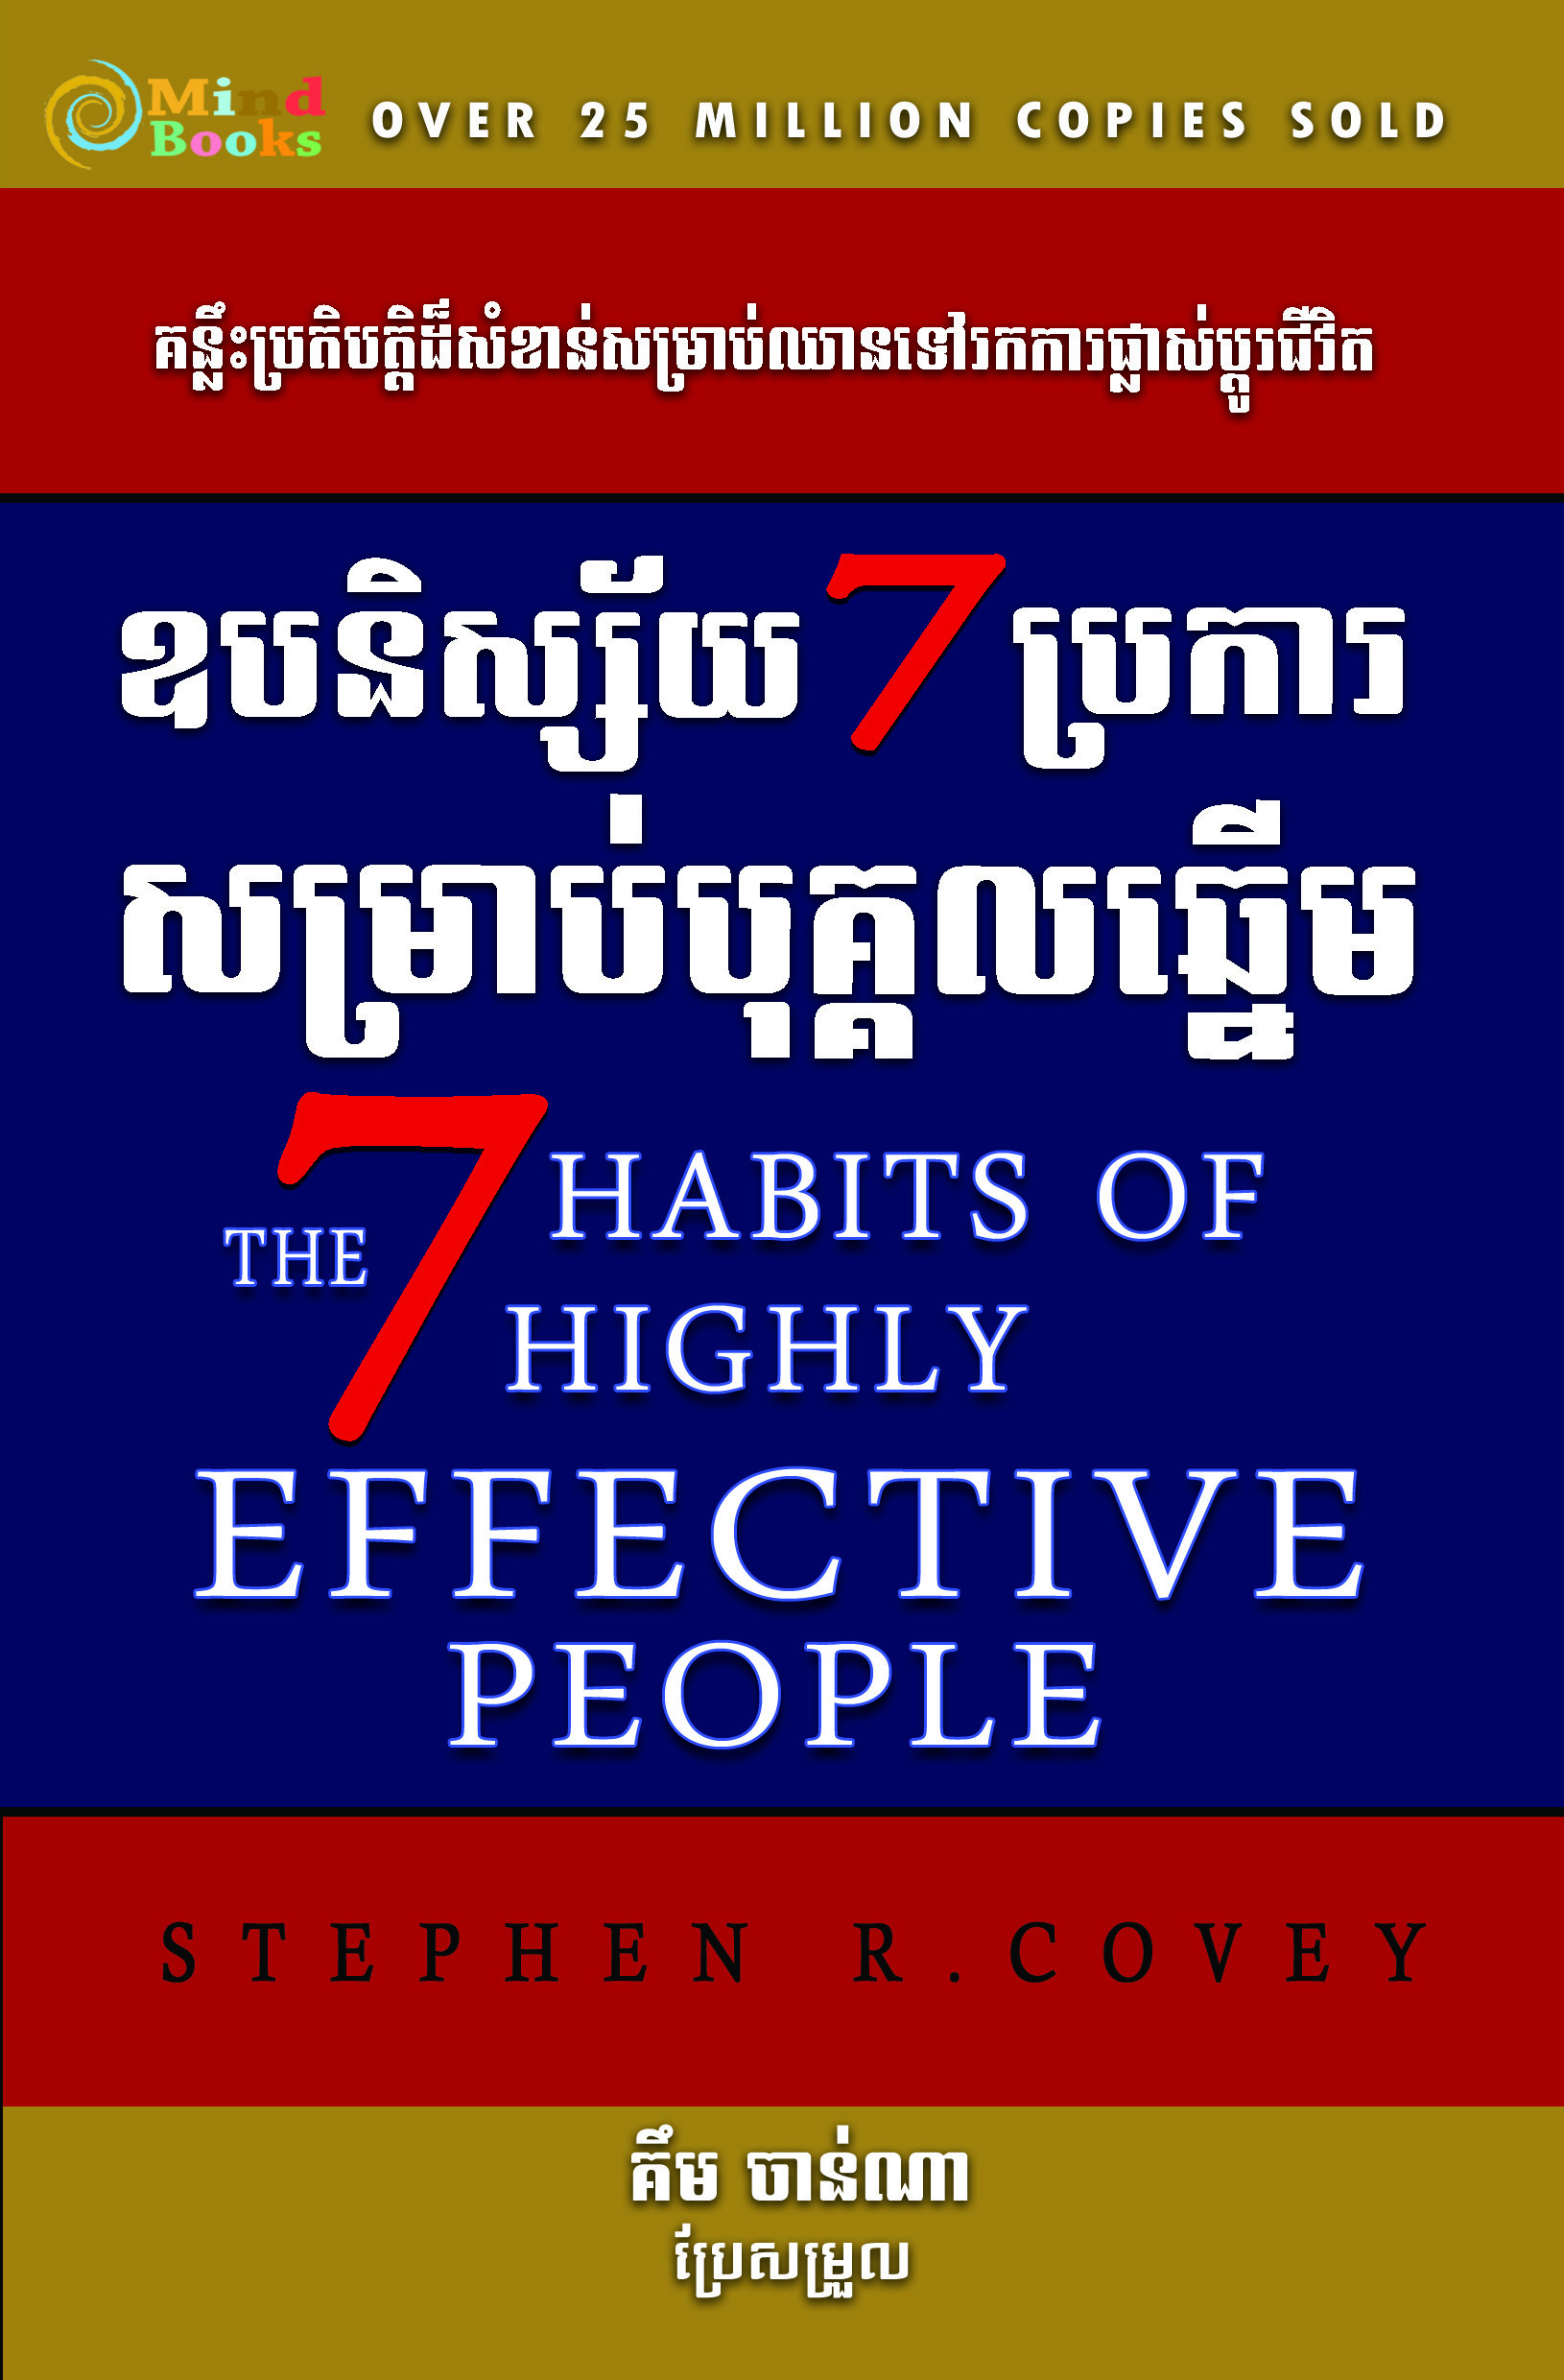 Mind
Books
OVER 25 MILLION COPIES SOLD
គន្លឹះប្រតិបត្តិដ៏សំខាន់សម្រាប់ឈានទៅរកការផ្លាស់ប្តូរជីវិត
ឧបនិស្ស័យ 7 ប្រការ
សម្រាប់បុគ្គលឆ្នើម
THE 7 HABITS OF
HIGHLY
EFFECTIVE
PEOPLE
STEPHEN R. COVEY
គឹម ចាន់ណា
ប្រែសម្រួល